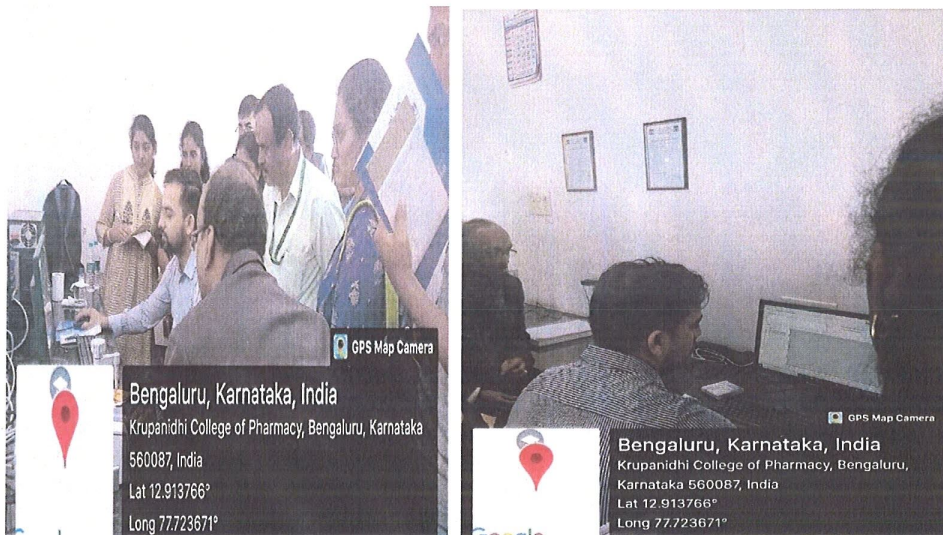 GPS Map Camera
Bengaluru, Karnataka, India
Krupanidhi College of Pharmacy, Bengaluru, Karnataka
560087, India
Lat 12.913766°
Long 77.723671°
GPS Map Camera
Bengaluru, Karnataka, India
Krupanidhi College of Pharmacy, Bengaluru,
Karnataka 560087, India
Lat 12.913766°
Long 77.723671°
Google